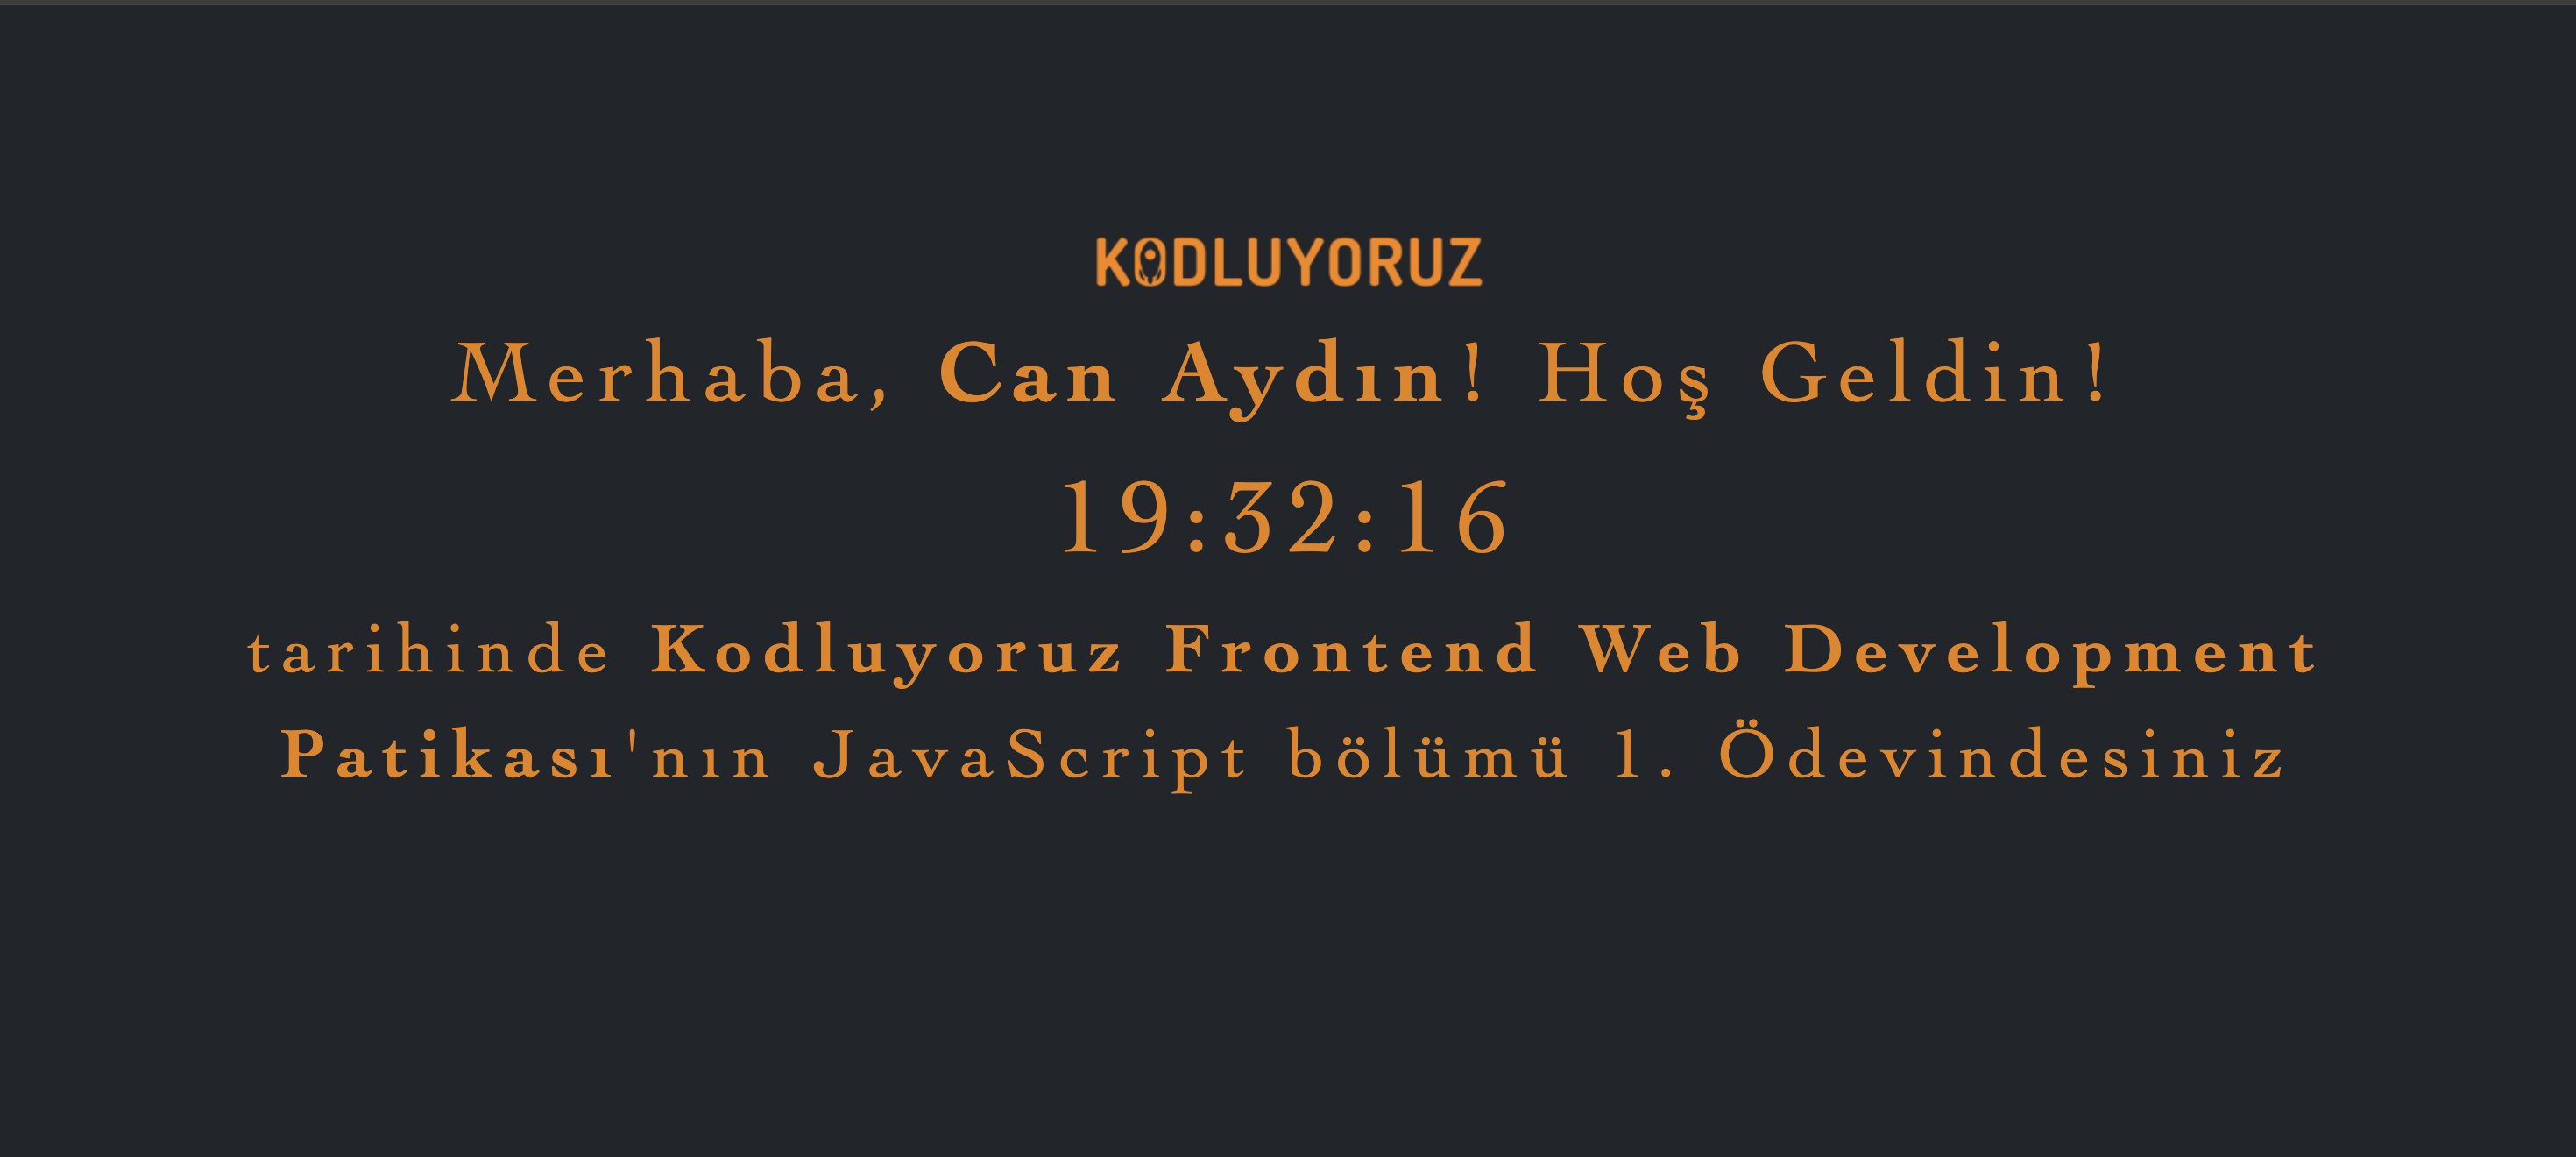 KODLUYORUZ
Merhaba, Can Aydın! Hoş Geldin!
19:32:16
tarihinde Kodluyoruz Frontend Web Development
Patikası'nın JavaScript bölümü 1. Ödevindesiniz